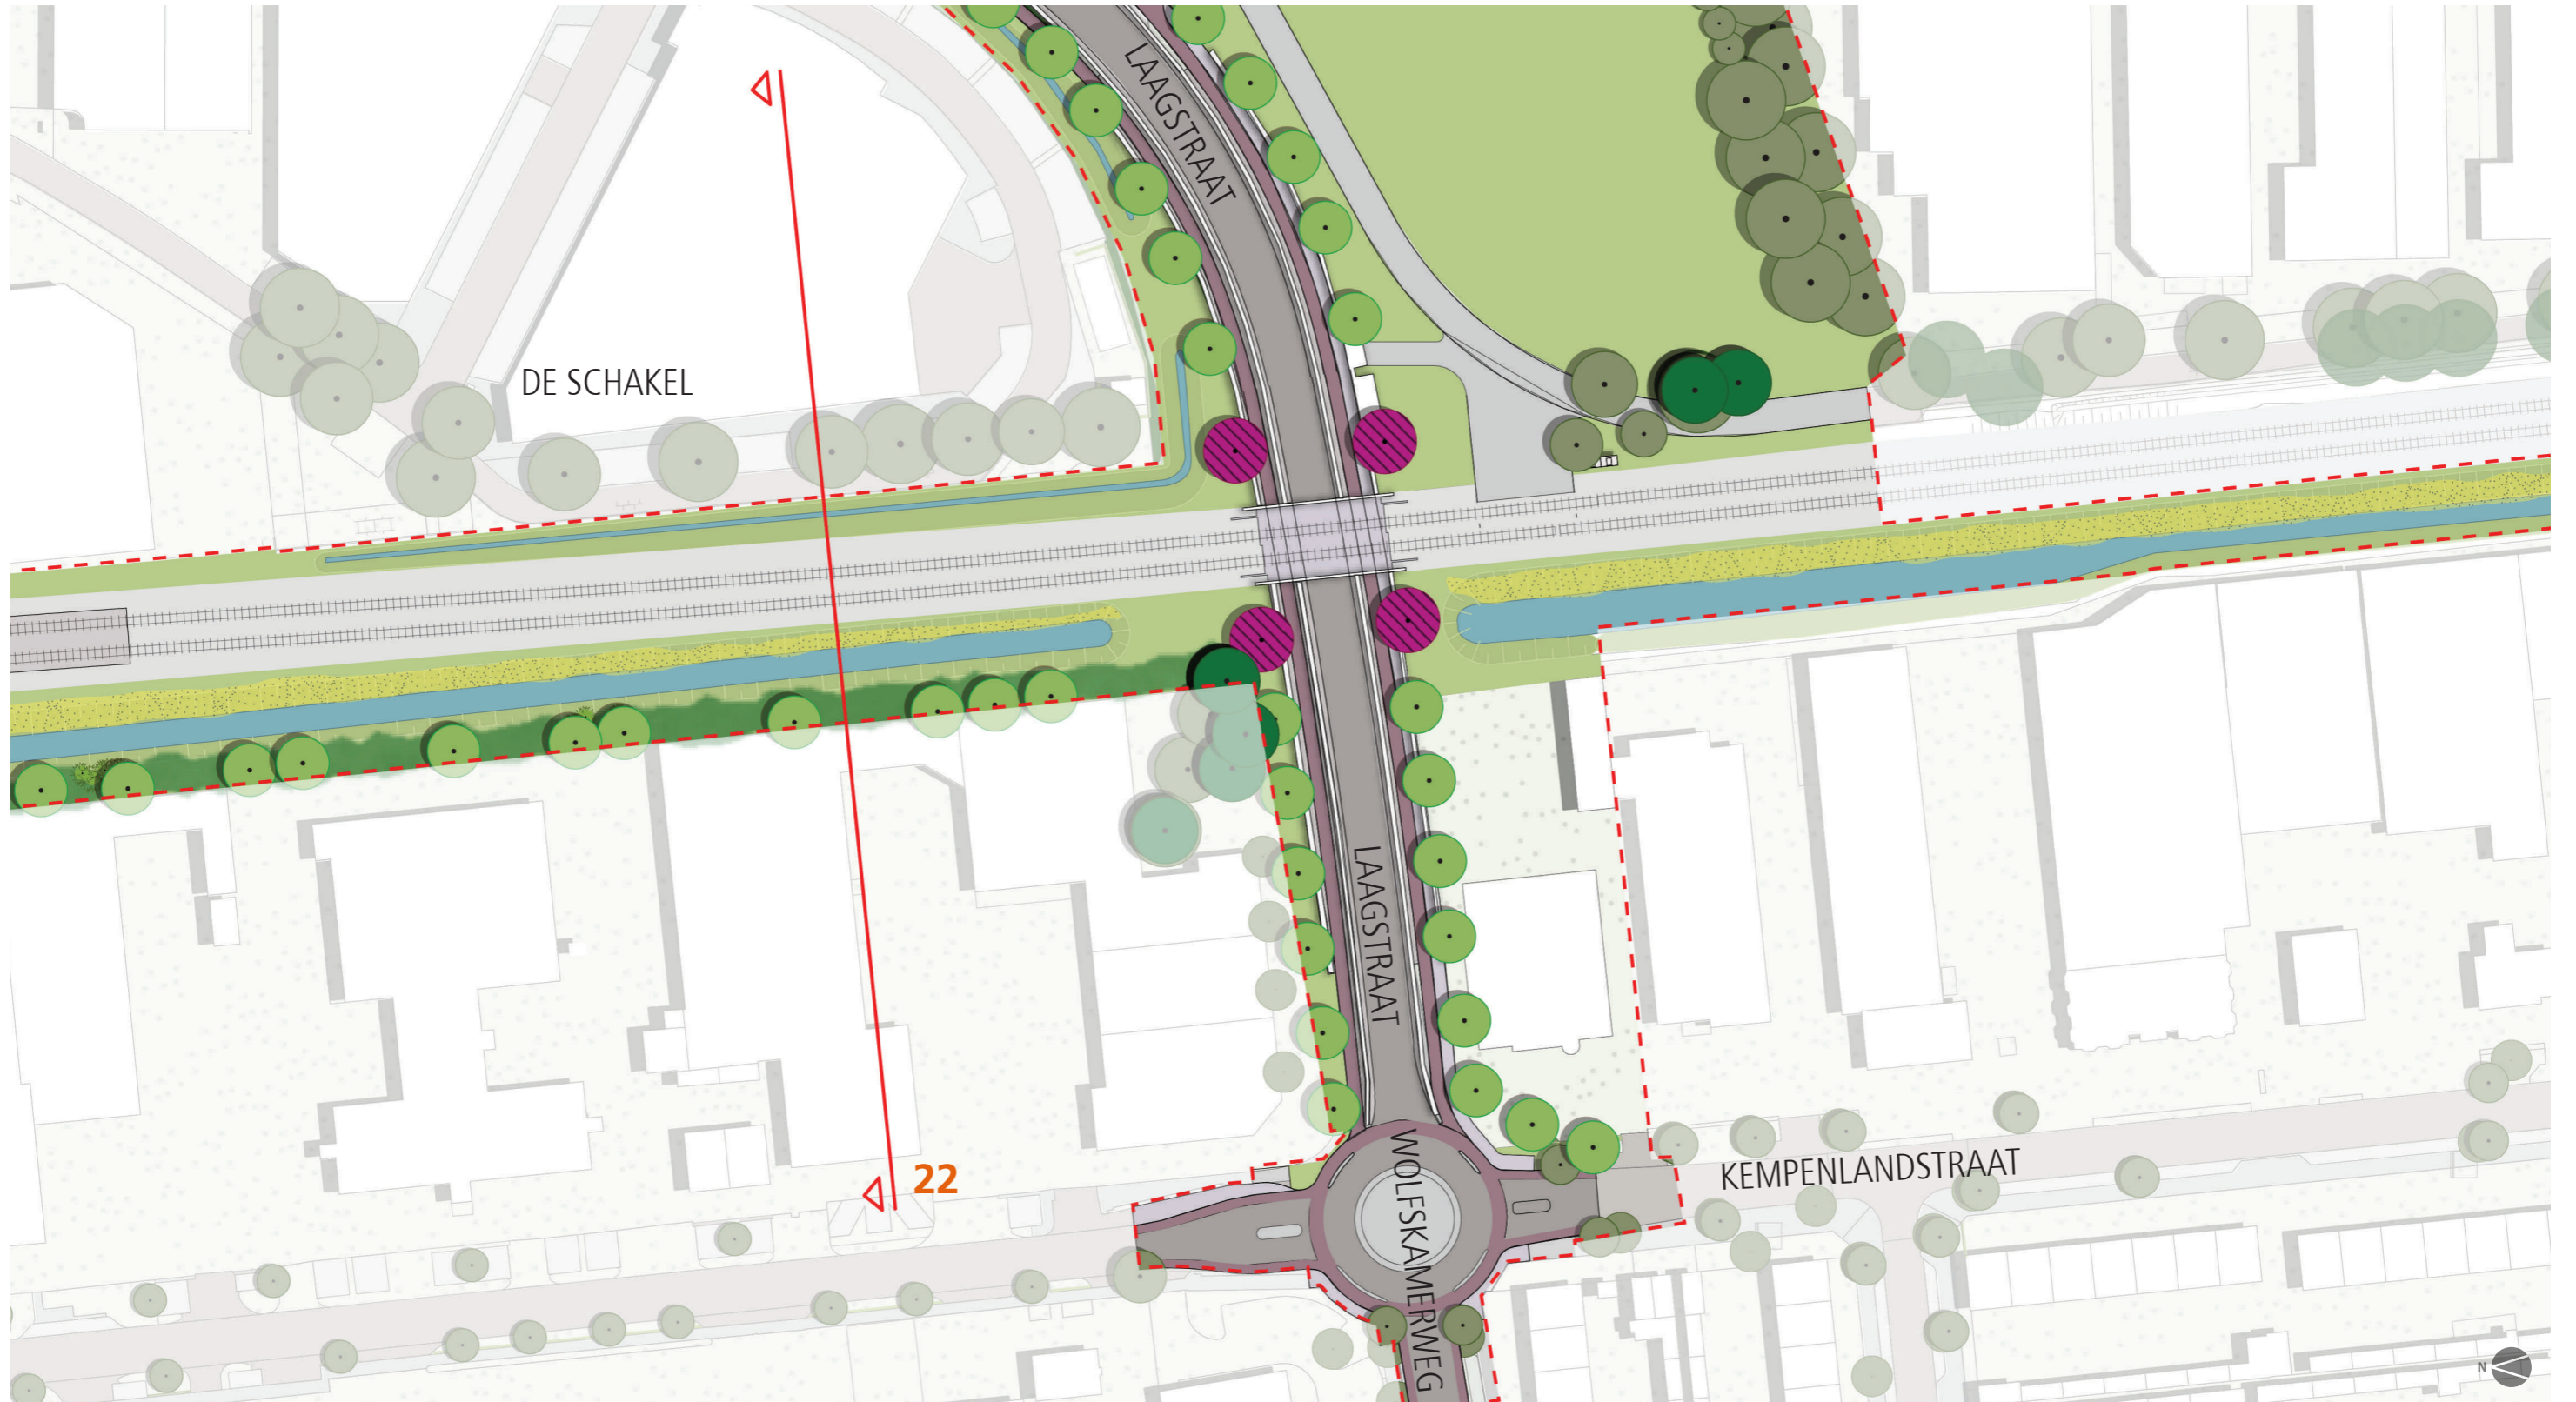 LAAGSTRAAT
DE SCHAKEL
LAAGSTRAAT
22
KEMPENLANDSTRAAT
WOLFSKAMERWEG
N